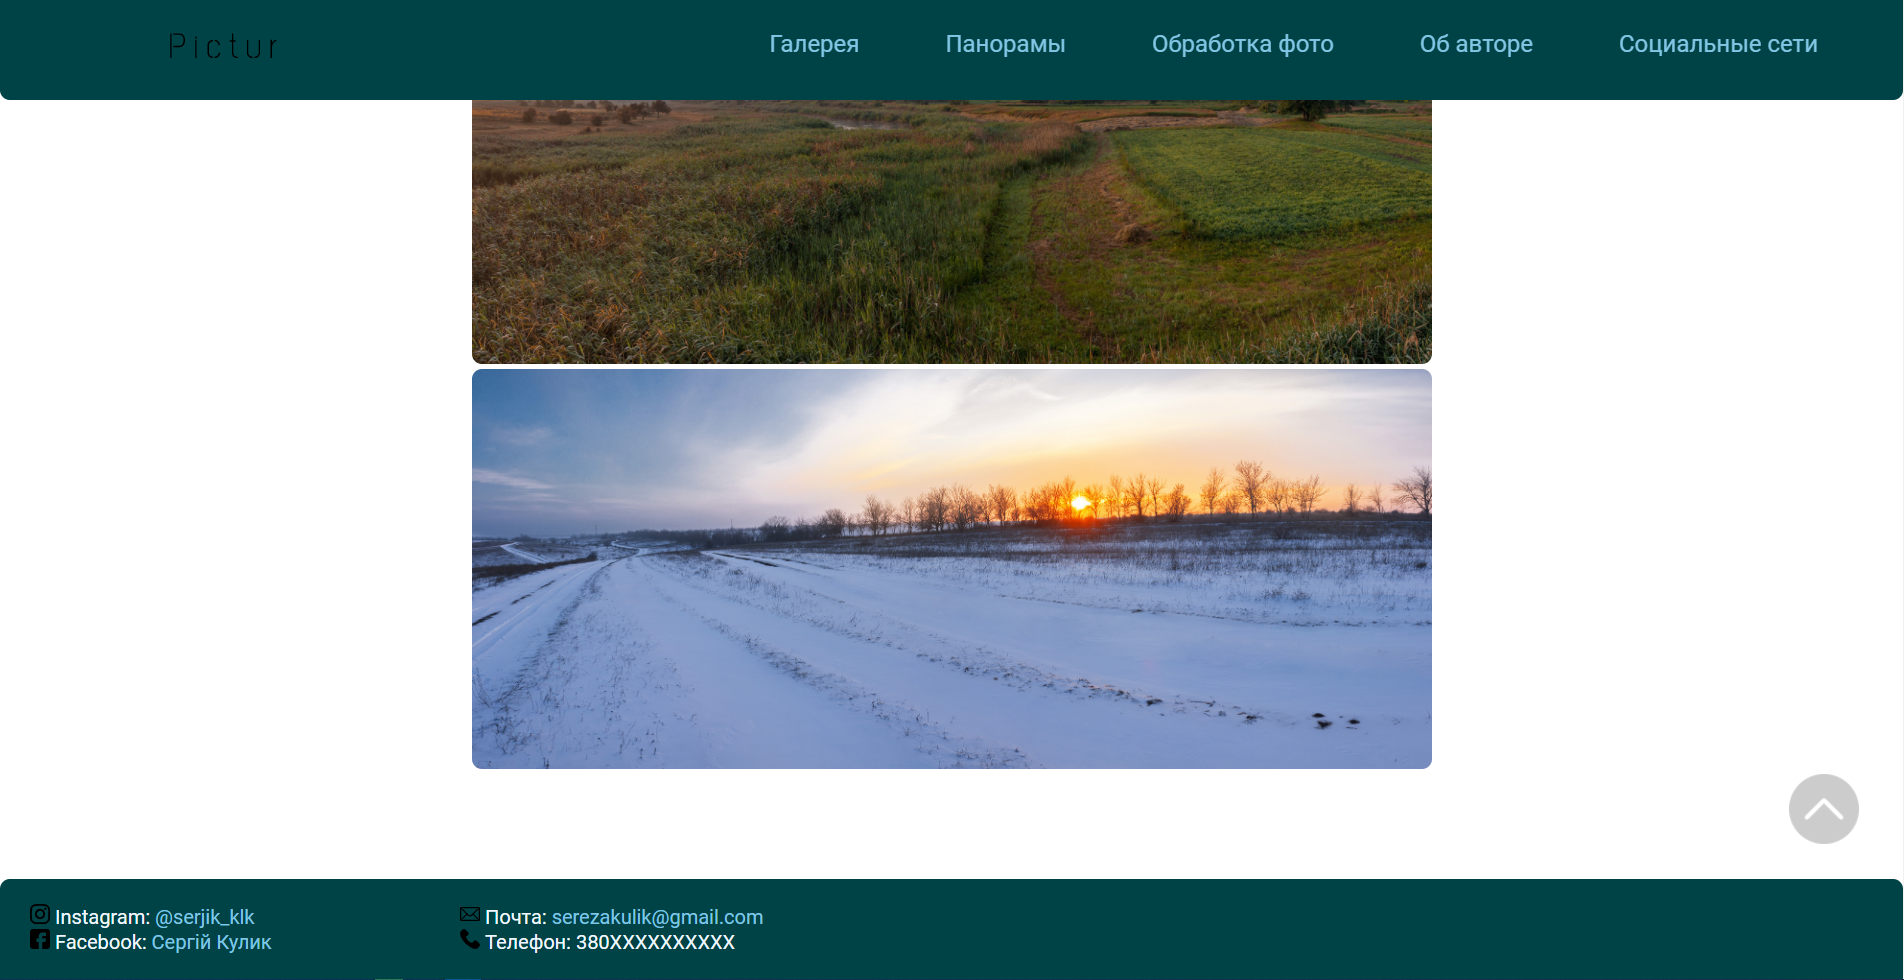 Pictur
Галерея
Панорамы
Обработка фото
Об авторе
Социальные сети
Instagram: @serjik_klk
Facebook: Сергій Кулик
Почта: serezakulik@gmail.com
Телефон: 380XXXXXXXXXX